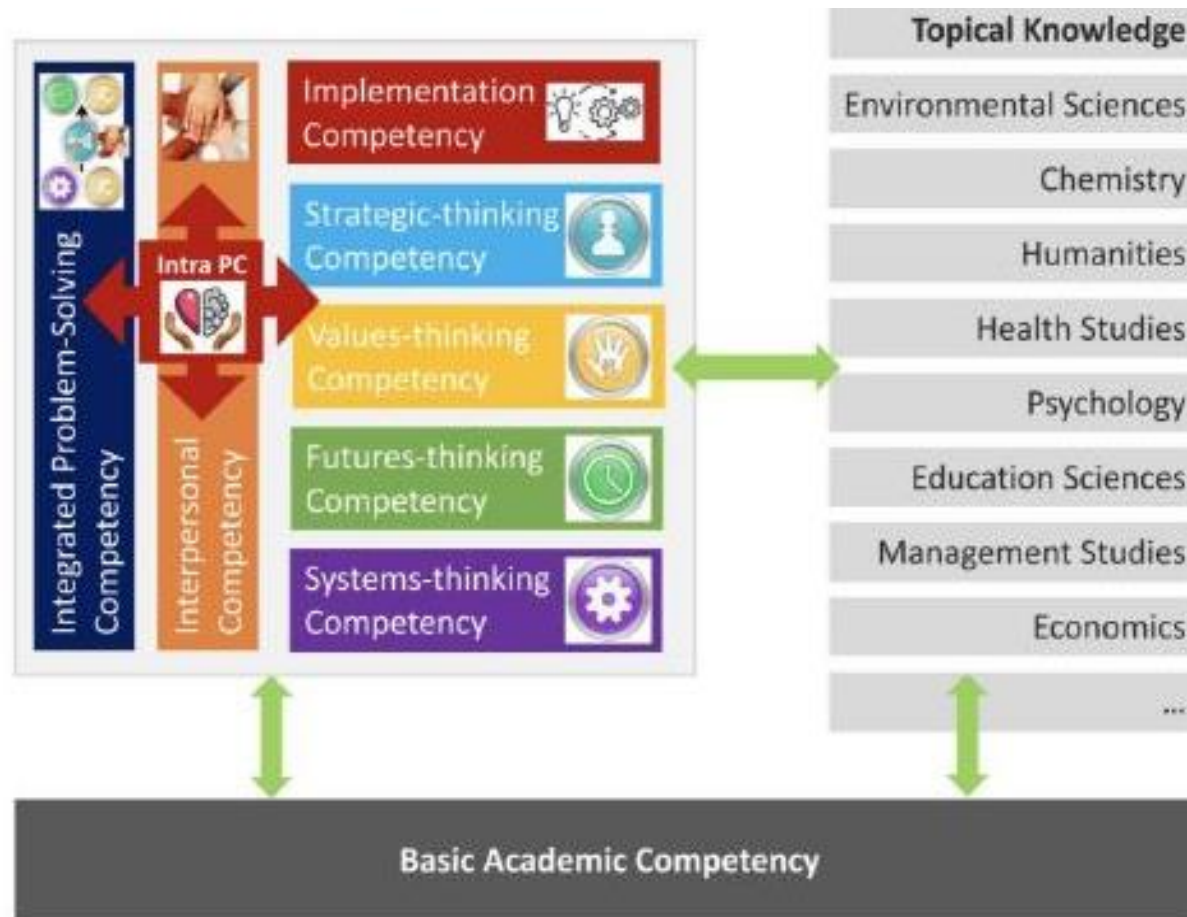 Integrated Problem-Solving
Competency
Interpersonal
Competency
Intra PC
Implementation
Competency
Strategic-thinking
Competency
Values-thinking
Competency
Futures-thinking
Competency
Systems-thinking
Competency
Topical Knowledge
Environmental Sciences
Chemistry
Humanities
Health Studies
Psychology
Education Sciences
Management Studies
Economics
...
Basic Academic Competency